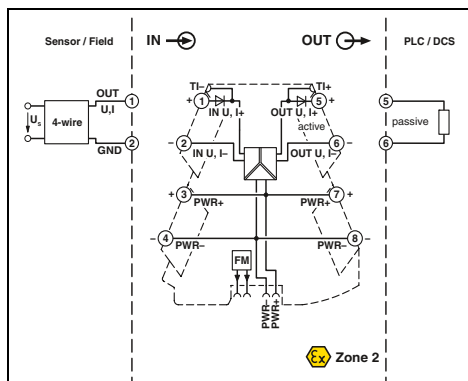 Sensor / Field
IN
OUT
PLC / DCS
TI–
TI+
OUT
U,I
1
+
1
5
+
5
IN U, I+
OUT U, I+
Us
4-wire
active
passive
2
GND
–
2
6
–
6
IN U, I–
OUT U, I–
+
3
PWR+
7
+
PWR+
–
4
PWR–
8
–
PWR–
FM
PWR–
PWR+
Ex
Zone 2